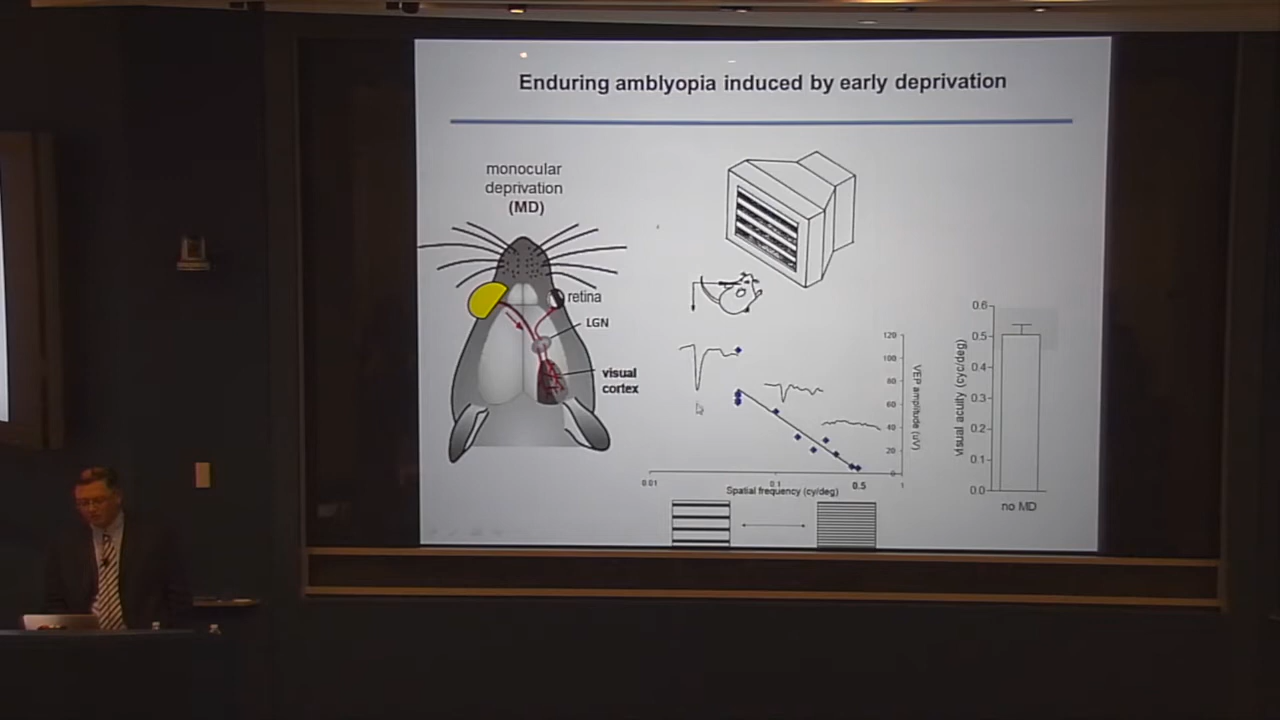 Enduring amblyopia induced by early deprivation
monocular
deprivation
(MD)
retina
LGN
visual
cortex
120
100
80
60
40
20
0
VEP amplitude (uV)
0.01
0.1
0.5
1
Spatial frequency (cy/deg)
0.6
0.5
0.4
0.3
0.2
0.1
0.0
visual acuity (cyc/deg)
no MD